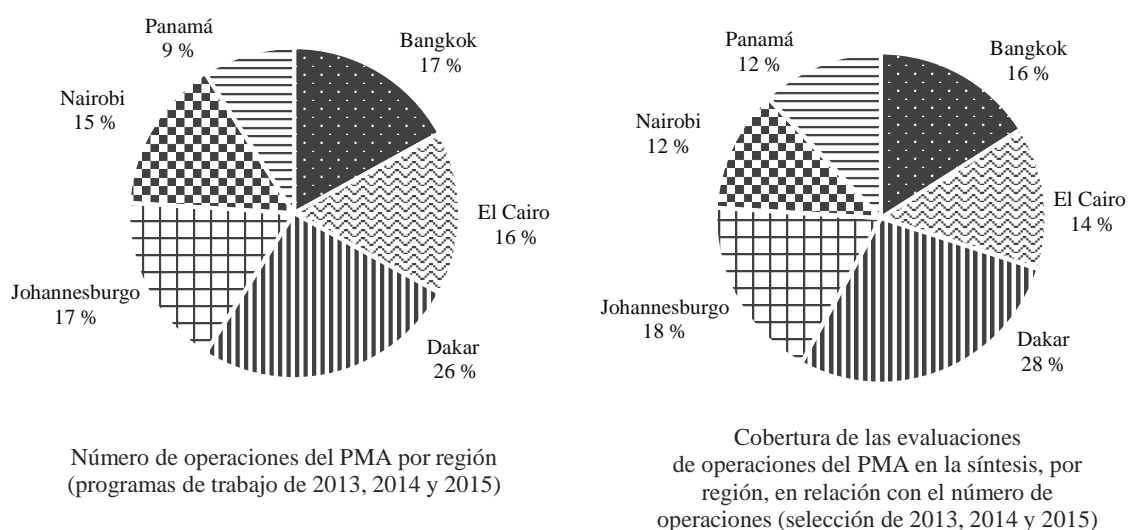 Panamá
9 %
Bangkok
17 %
Nairobi
15 %
El Cairo
16 %
Johannesburgo
17 %
Dakar
26 %
Número de operaciones del PMA por región
(programas de trabajo de 2013, 2014 y 2015)
Panamá
12 %
Bangkok
16 %
Nairobi
12 %
El Cairo
14 %
Johannesburgo
18 %
Dakar
28 %
Cobertura de las evaluaciones
de operaciones del PMA en la síntesis, por
región, en relación con el número de
operaciones (selección de 2013, 2014 y 2015)